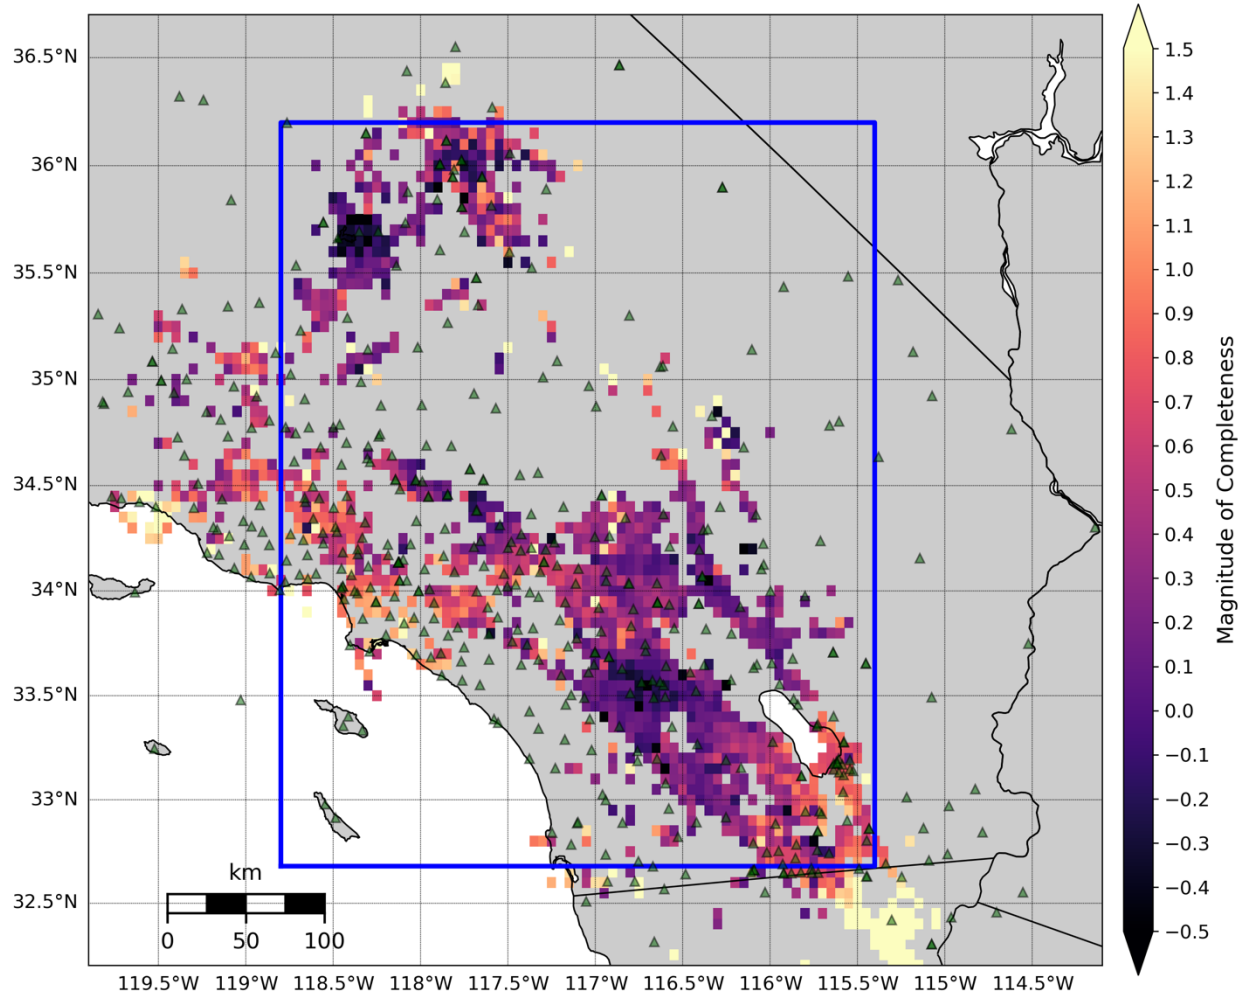 36.5°N
36°N
35.5°N
35°N
34.5°N
34°N
33.5°N
33°N
32.5°N
km
0 50 100
119.5°W 119°W 118.5°W 118°W 117.5°W 117°W 116.5°W 116°W 115.5°W 115°W 114.5°W
1.5
1.4
1.3
1.2
1.1
1.0
0.9
0.8
0.7
0.6
0.5
0.4
0.3
0.2
0.1
0.0
−0.1
−0.2
−0.3
−0.4
−0.5
Magnitude of Completeness